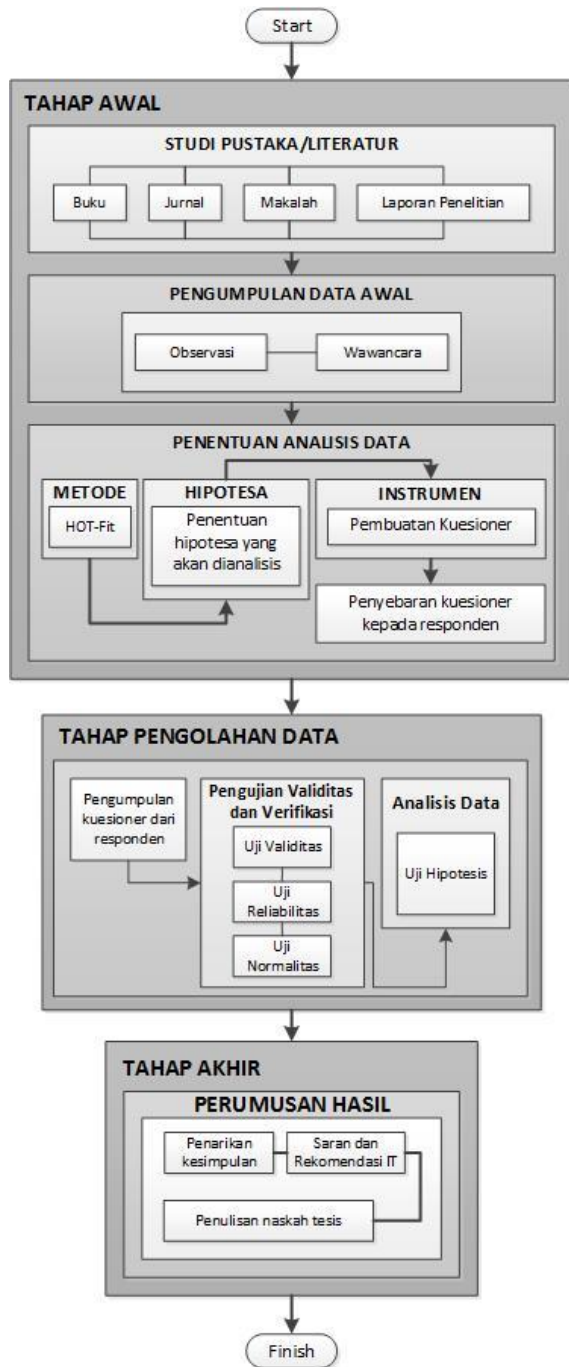 Start
TAHAP AWAL
STUDI PUSTAKA/LITERATUR
Buku
Jurnal
Makalah
Laporan Penelitian
PENGUMPULAN DATA AWAL
Observasi
Wawancara
PENENTUAN ANALISIS DATA
METODE
HOT-Fit
HIPOTESA
Penentuan
hipotesa yang
akan dianalisis
INSTRUMEN
Pembuatan Kuesioner
Penyebaran kuesioner
kepada responden
TAHAP PENGOLAHAN DATA
Pengumpulan
kuesioner dari
responden
Pengujian Validitas
dan Verifikasi
Uji Validitas
Uji
Reliabilitas
Uji
Normalitas
Analisis Data
Uji Hipotesis
TAHAP AKHIR
PERUMUSAN HASIL
Penarikan
kesimpulan
Saran dan
Rekomendasi IT
Penulisan naskah tesis
Finish